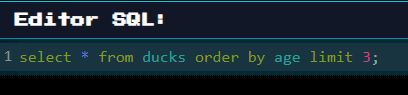 Editor SQL:
1 select * from ducks order by age limit 3;